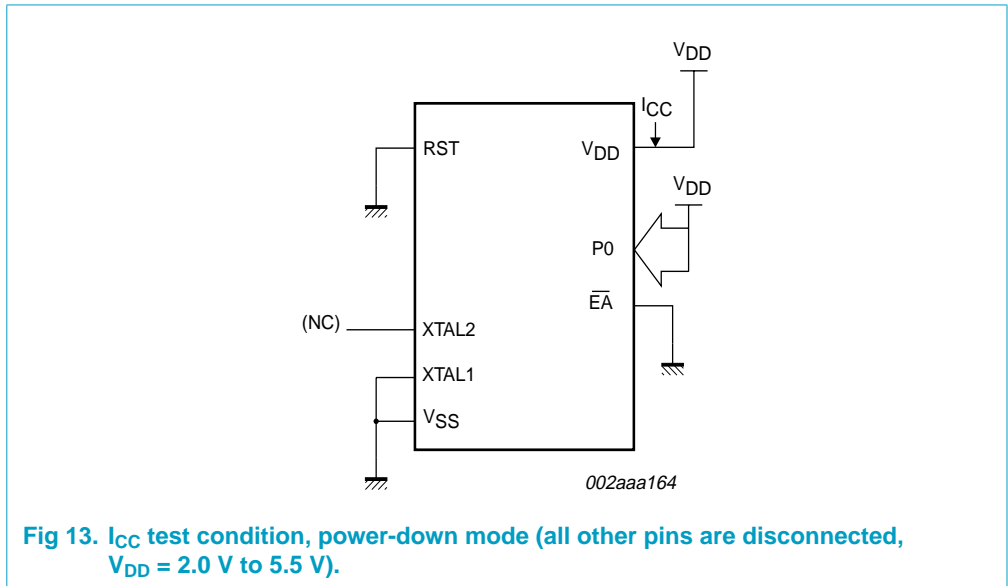 VDD
ICC
RST
VDD
VDD
P0
EA
(NC)
XTAL2
XTAL1
VSS
002aaa164
Fig 13. ICC test condition, power-down mode (all other pins are disconnected,
VDD = 2.0 V to 5.5 V).